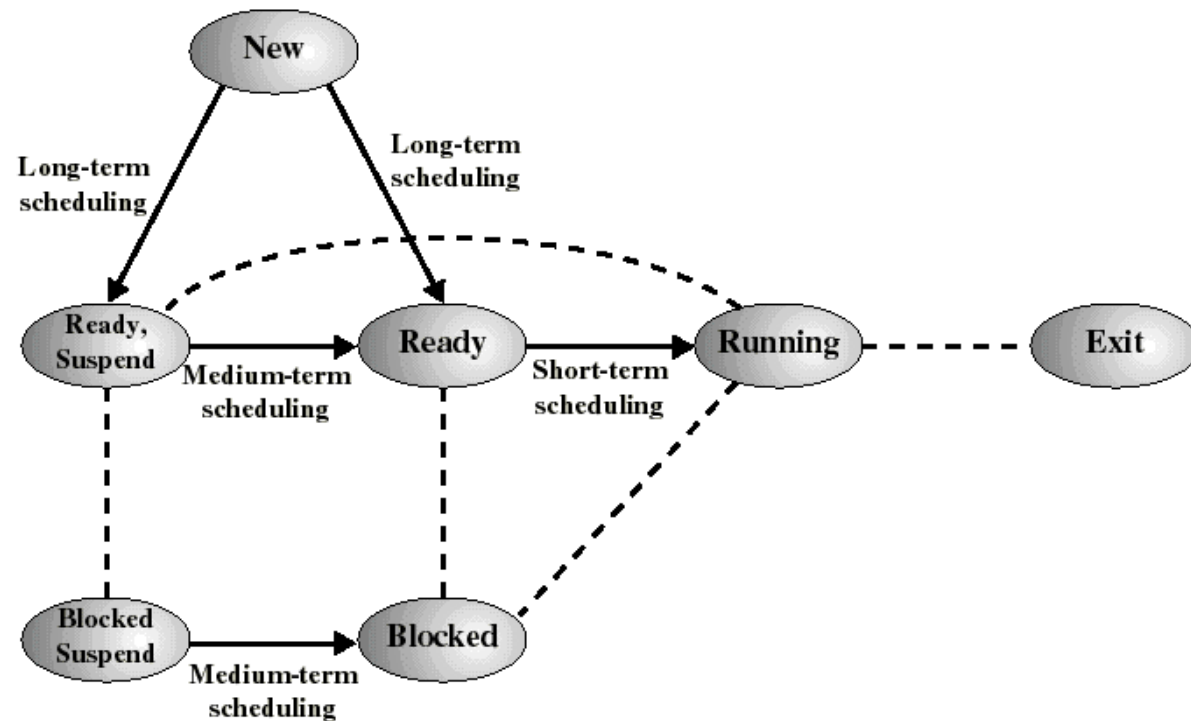 New
Long-term
scheduling
Long-term
scheduling
Ready,
Suspend
Medium-term
scheduling
Ready
Short-term
scheduling
Running
Exit
Blocked
Suspend
Medium-term
scheduling
Blocked